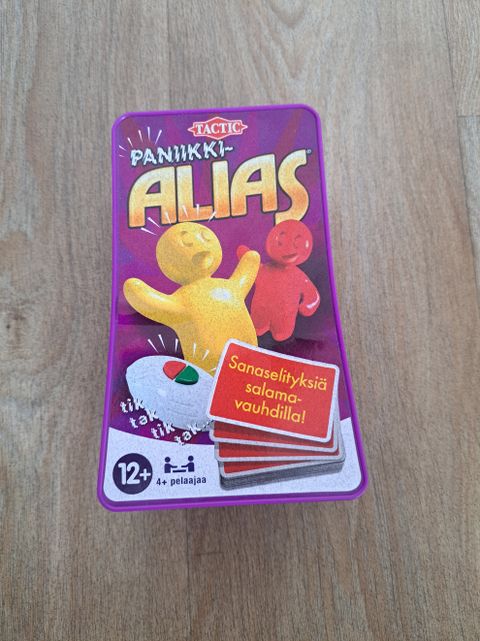 TACTIC
PANIIKKI-
ALIAS®
Sanaselityksiä
salama-
vauhdilla!
tik
tak
tik
tak..
12+
4+ pelaajaa